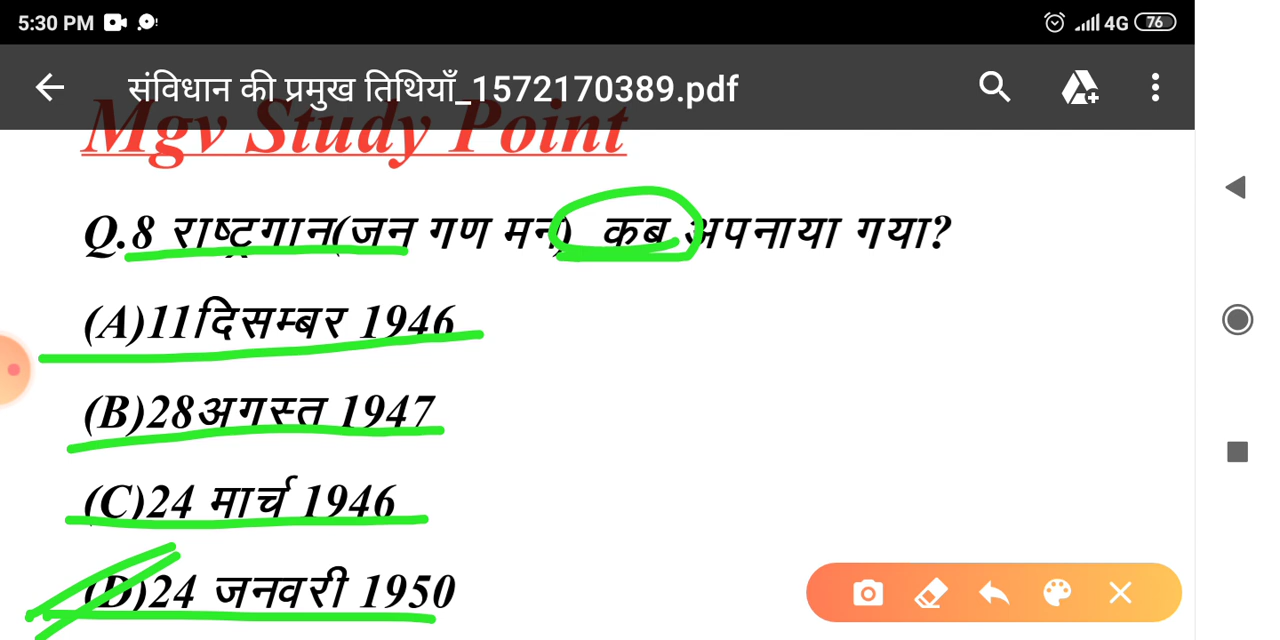 5:30 PM 4G 76
संविधान की प्रमुख तिथियाँ_1572170389.pdf
Mgv Study Point
Q.8 राष्ट्रगान(जन गण मन) कब अपनाया गया?
(A)11दिसम्बर 1946
(B)28अगस्त 1947
(C)24 मार्च 1946
(D)24 जनवरी 1950